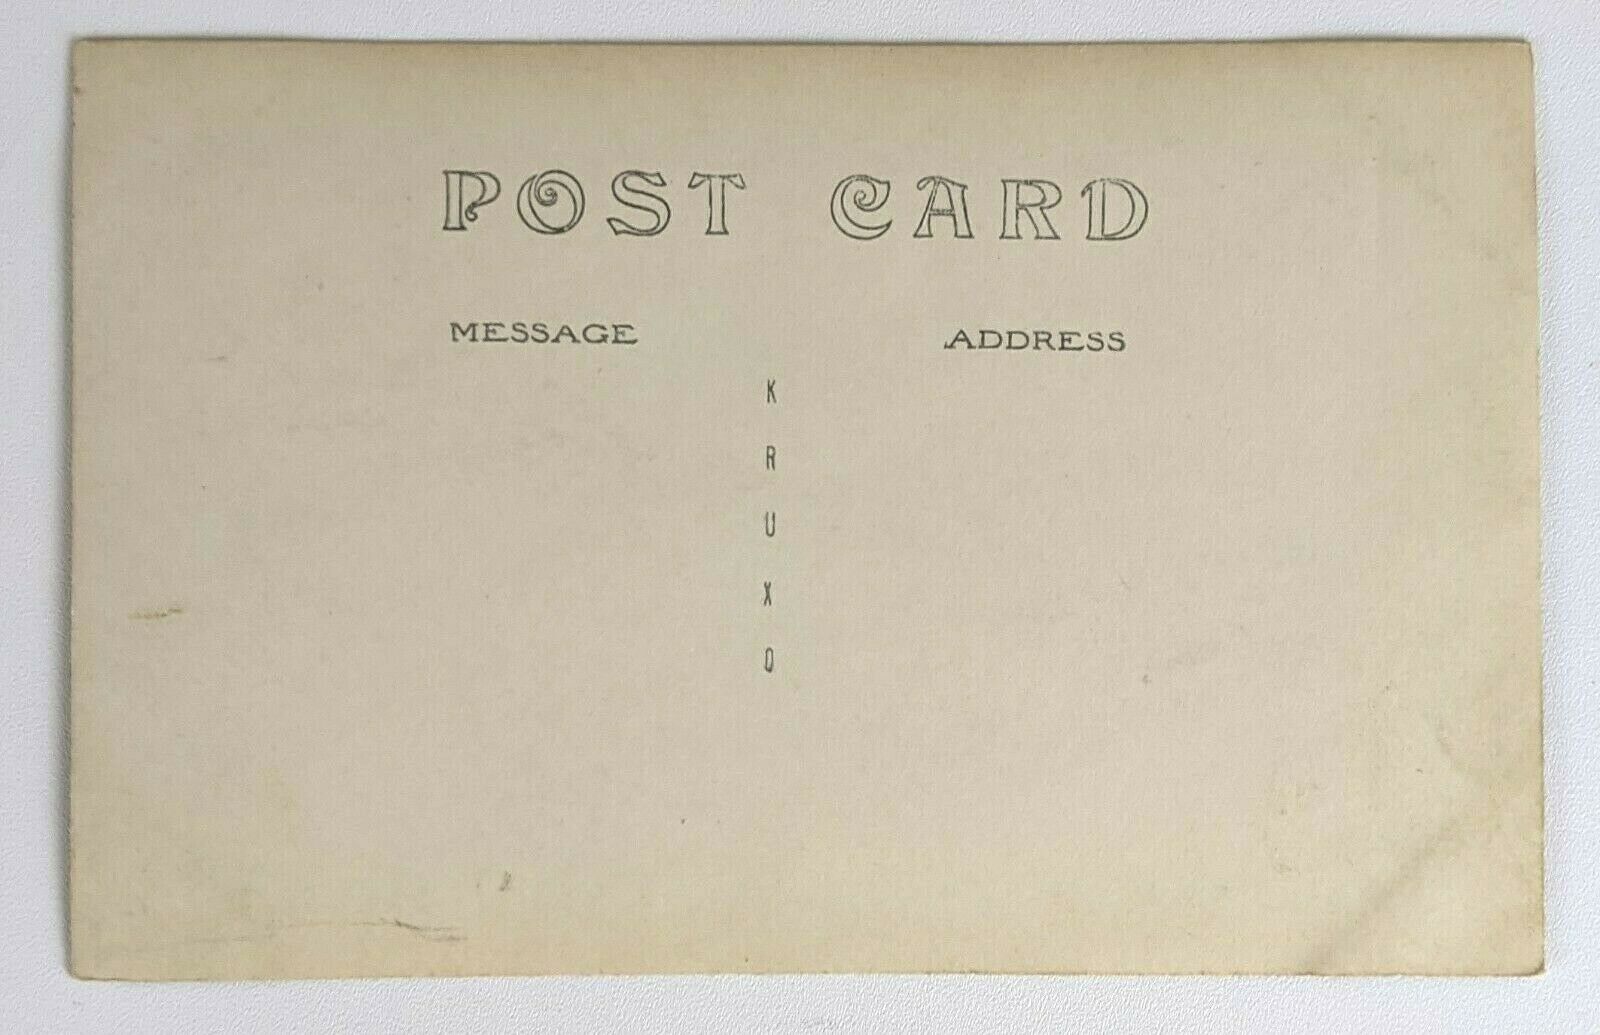 POST CARD
MESSAGE ADDRESS
K
R
U
X
O